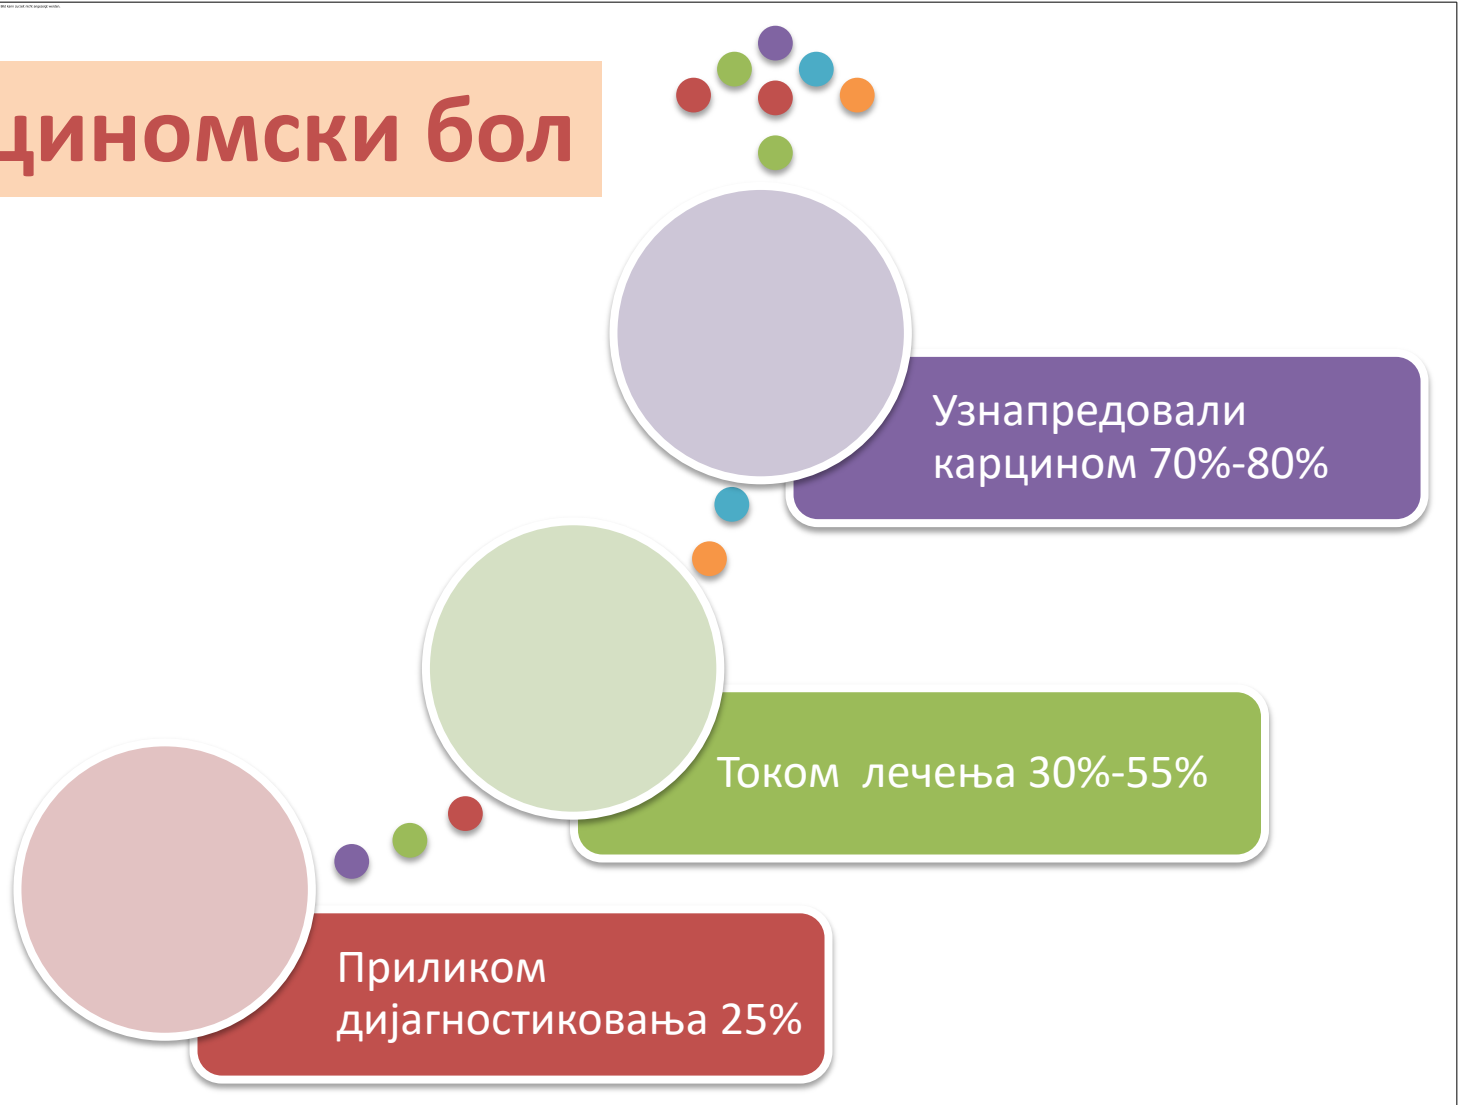 циномски бол
Узнапредовали
карцином 70%-80%
Током лечења 30%-55%
Приликом
дијагностиковања 25%